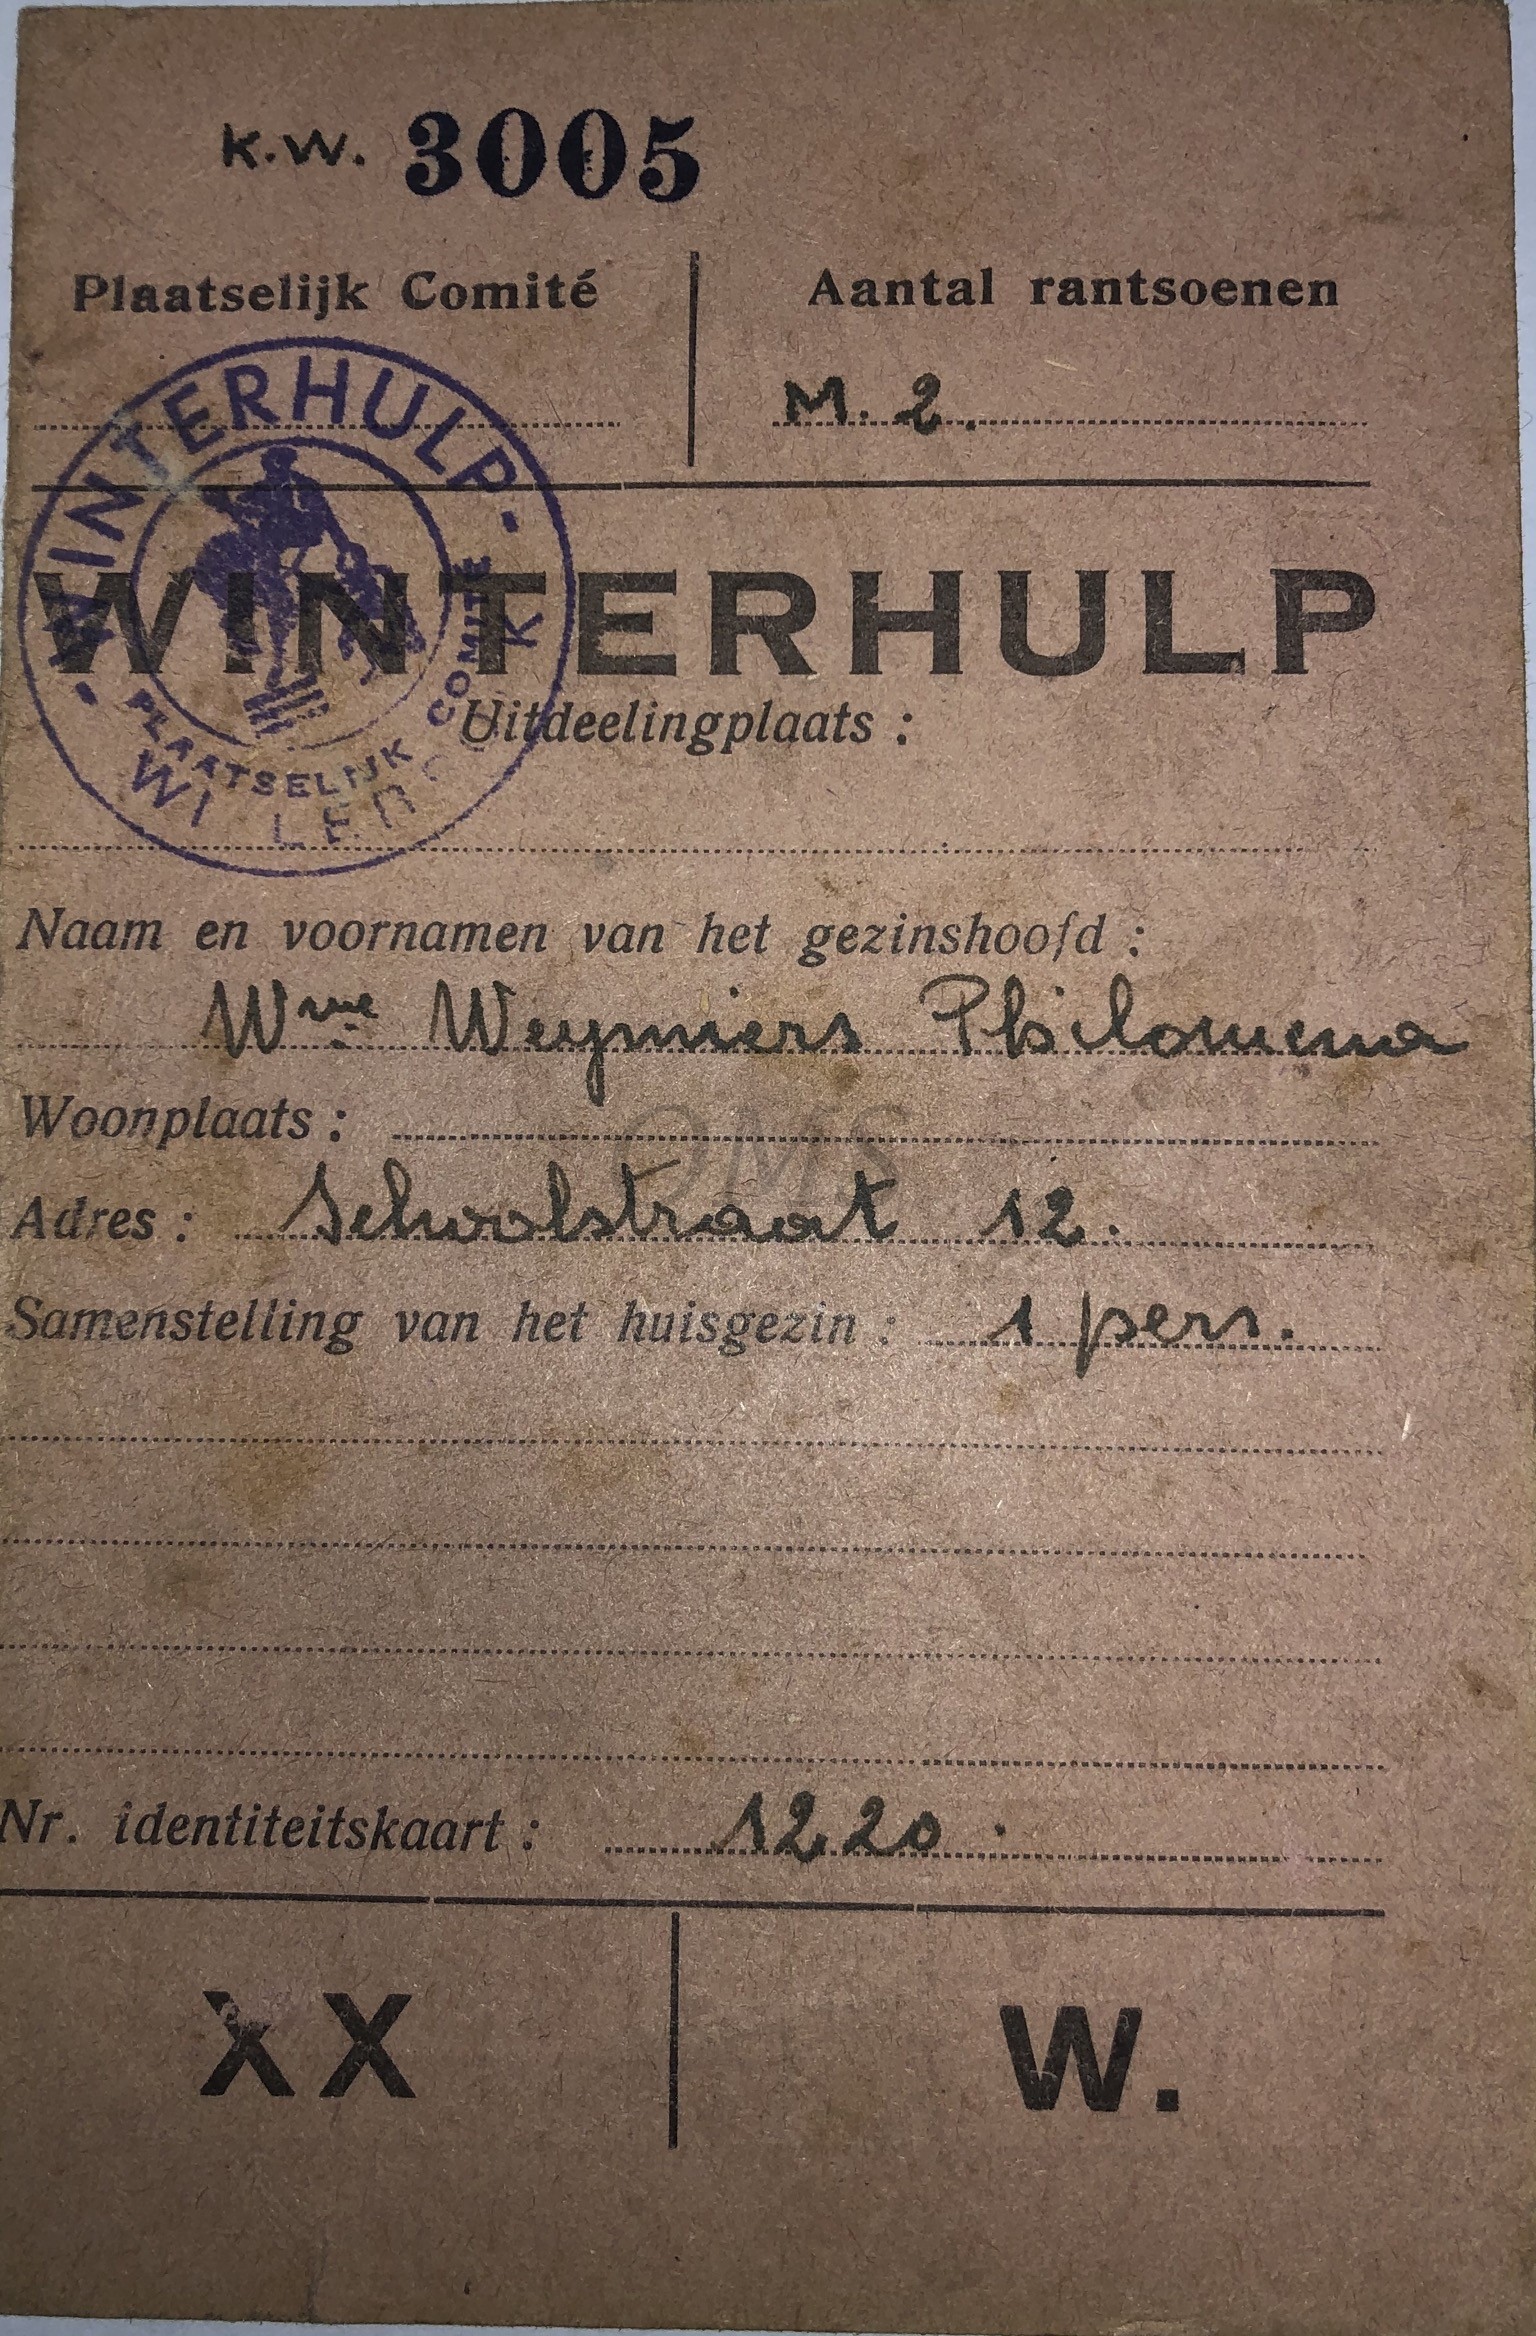 K.W. 3005
Plaatselijk Comité
Aantal rantsoenen
M. 2.
WINTERHULP
- WINTERHULP -
PLAATSELIJK COMITE
Uitdeelingplaats :
Naam en voornamen van het gezinshoofd :
Wwe Weymiers Philomena
Woonplaats :
OMS
Adres : Schoolstraat 12.
Samenstelling van het huisgezin : 1 pers.
Nr. identiteitskaart : 1220.
XX
W.